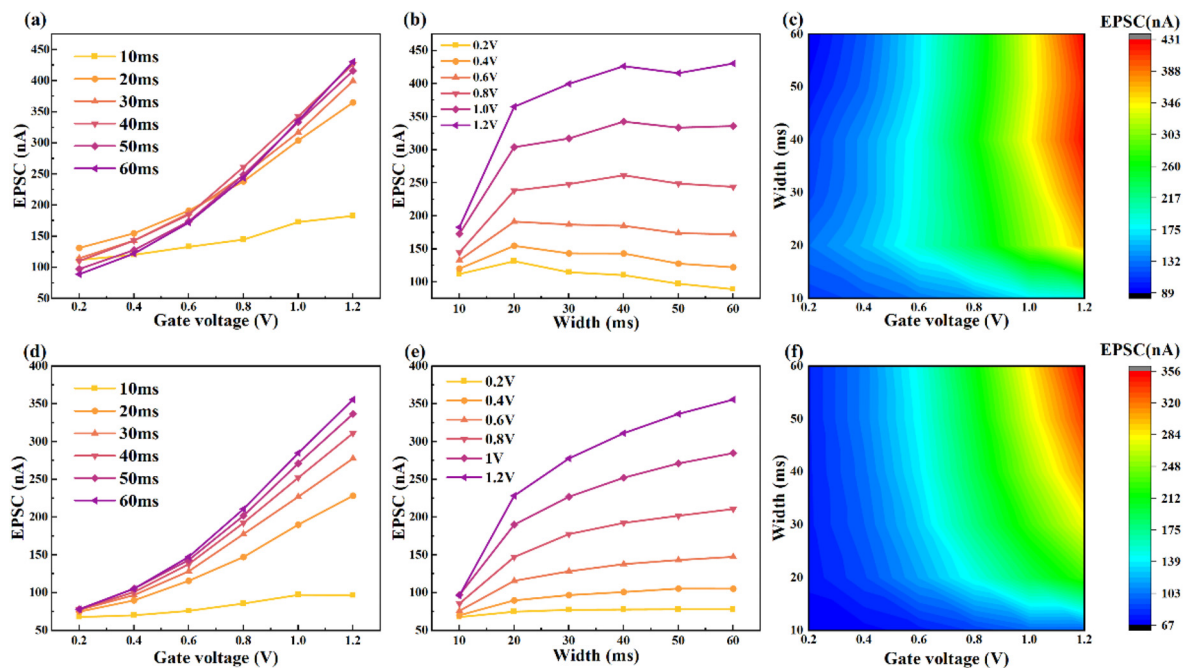 (a)
EPSC (nA)
450
425
400
375
350
325
300
275
250
225
200
175
150
125
100
75
50
10ms
20ms
30ms
40ms
50ms
60ms
0.2 0.4 0.6 0.8 1.0 1.2
Gate voltage (V)
(b)
EPSC (nA)
450
400
350
300
250
200
150
100
0.2V
0.4V
0.6V
0.8V
1.0V
1.2V
10 20 30 40 50 60
Width (ms)
(c)
Width (ms)
60
50
40
30
20
10
0.2 0.4 0.6 0.8 1.0 1.2
Gate voltage (V)
EPSC(nA)
431
388
346
303
260
217
175
132
89
(d)
EPSC (nA)
400
350
300
250
200
150
100
50
10ms
20ms
30ms
40ms
50ms
60ms
0.2 0.4 0.6 0.8 1.0 1.2
Gate voltage (V)
(e)
EPSC (nA)
400
350
300
250
200
150
100
50
0.2V
0.4V
0.6V
0.8V
1V
1.2V
10 20 30 40 50 60
Width (ms)
(f)
Width (ms)
60
50
40
30
20
10
0.2 0.4 0.6 0.8 1.0 1.2
Gate voltage (V)
EPSC(nA)
356
320
284
248
212
175
139
103
67